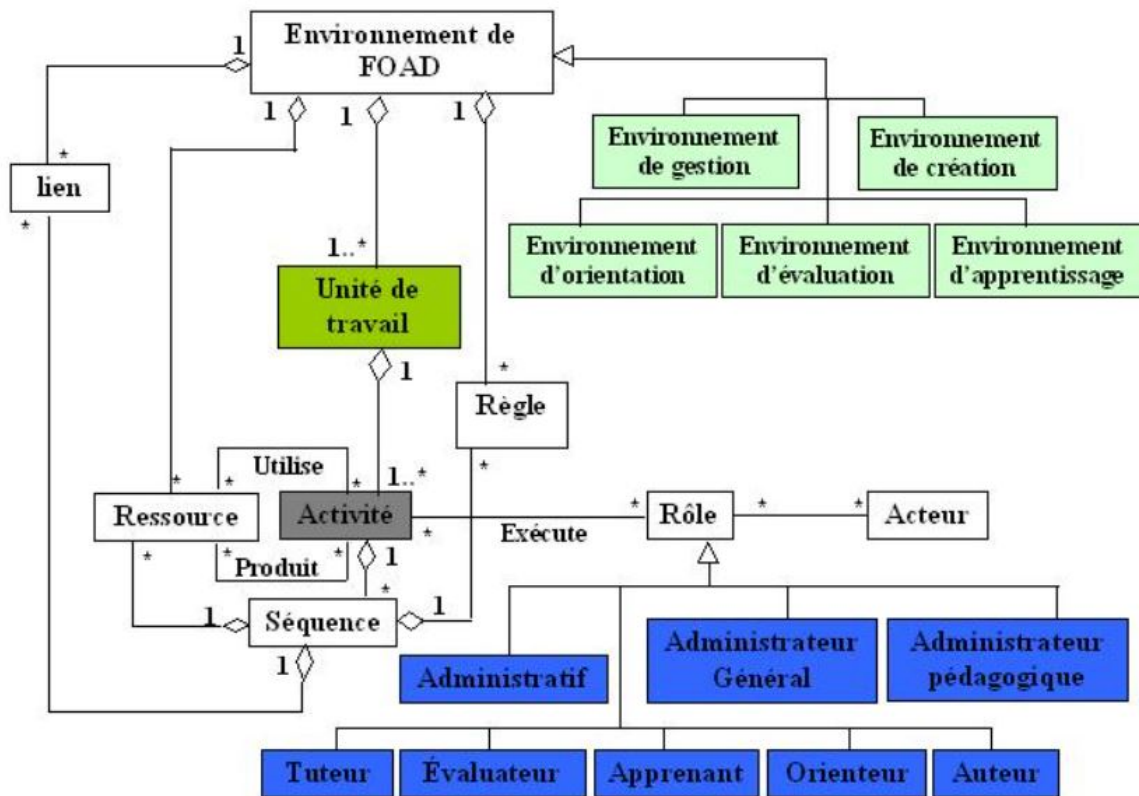 Environnement de
FOAD
1
1
1
1
*
lien
*
Environnement
de gestion
Environnement
de création
Environnement
d'orientation
Environnement
d'évaluation
Environnement
d'apprentissage
1..*
Unité de
travail
1
*
Règle
*
*
*
Utilise
*
1..*
Ressource
Activité
*
Exécute
*
Rôle
*
*
Acteur
*
*
Produit
*
1
*
1
Séquence
1
1
Administratif
Administrateur
Général
Administrateur
pédagogique
Tuteur
Évaluateur
Apprenant
Orienteur
Auteur